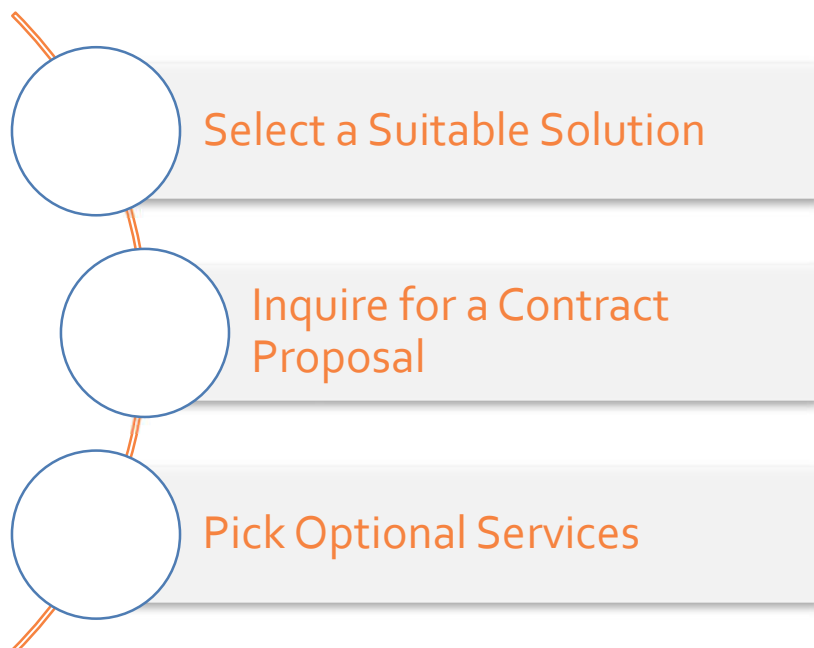 Select a Suitable Solution
Inquire for a Contract
Proposal
Pick Optional Services